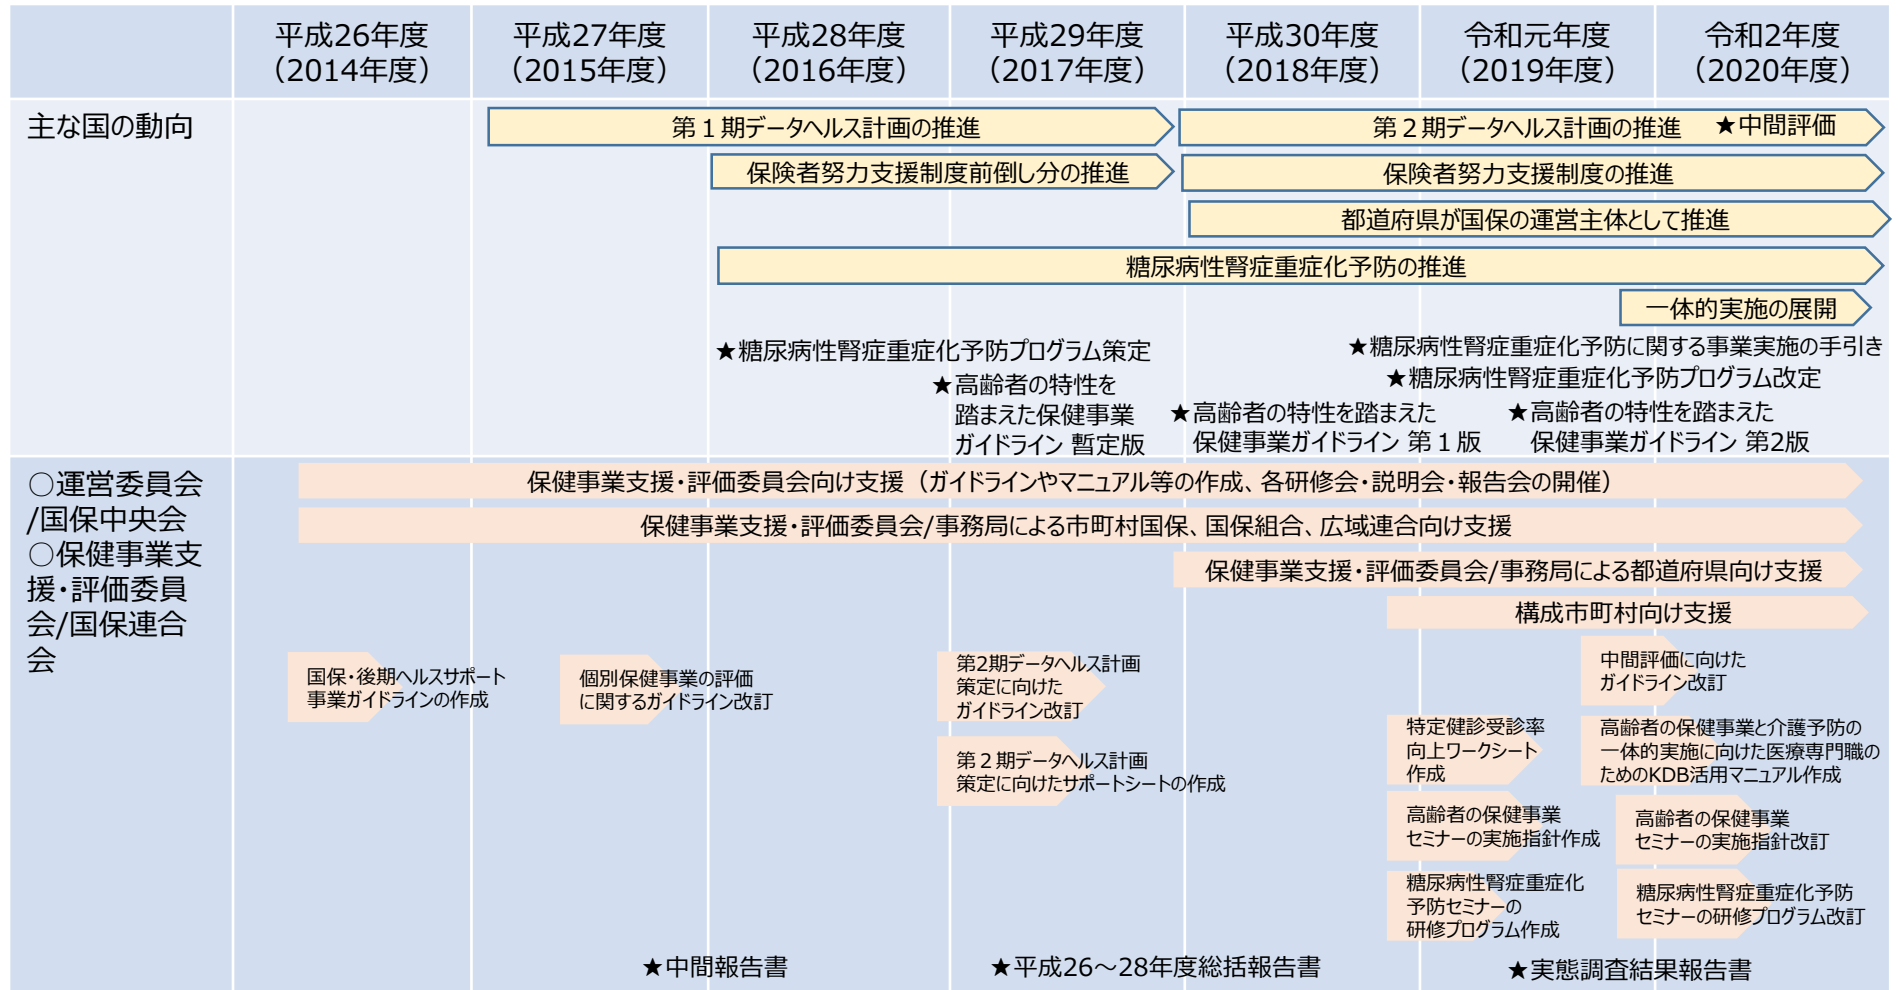 平成26年度
（2014年度）
平成27年度
（2015年度）
平成28年度
（2016年度）
平成29年度
（2017年度）
平成30年度
（2018年度）
令和元年度
（2019年度）
令和2年度
（2020年度）
主な国の動向
第１期データヘルス計画の推進
第２期データヘルス計画の推進
★中間評価
保険者努力支援制度前倒し分の推進
保険者努力支援制度の推進
都道府県が国保の運営主体として推進
糖尿病性腎症重症化予防の推進
一体的実施の展開
★糖尿病性腎症重症化予防プログラム策定
★糖尿病性腎症重症化予防に関する事業実施の手引き
★糖尿病性腎症重症化予防プログラム改定
★高齢者の特性を
踏まえた保健事業
ガイドライン 暫定版
★高齢者の特性を踏まえた
保健事業ガイドライン 第１版
★高齢者の特性を踏まえた
保健事業ガイドライン 第2版
○運営委員会
/国保中央会
○保健事業支
援・評価委員
会/国保連合
会
保健事業支援・評価委員会向け支援（ガイドラインやマニュアル等の作成、各研修会・説明会・報告会の開催）
保健事業支援・評価委員会/事務局による市町村国保、国保組合、広域連合向け支援
保健事業支援・評価委員会/事務局による都道府県向け支援
構成市町村向け支援
国保・後期ヘルスサポート
事業ガイドラインの作成
個別保健事業の評価
に関するガイドライン改訂
第2期データヘルス計画
策定に向けた
ガイドライン改訂
第２期データヘルス計画
策定に向けたサポートシートの作成
中間評価に向けた
ガイドライン改訂
特定健診受診率
向上ワークシート
作成
高齢者の保健事業と介護予防の
一体的実施に向けた医療専門職の
ためのKDB活用マニュアル作成
高齢者の保健事業
セミナーの実施指針作成
高齢者の保健事業
セミナーの実施指針改訂
糖尿病性腎症重症化
予防セミナーの
研修プログラム作成
糖尿病性腎症重症化予防
セミナーの研修プログラム改訂
★中間報告書
★平成26～28年度総括報告書
★実態調査結果報告書